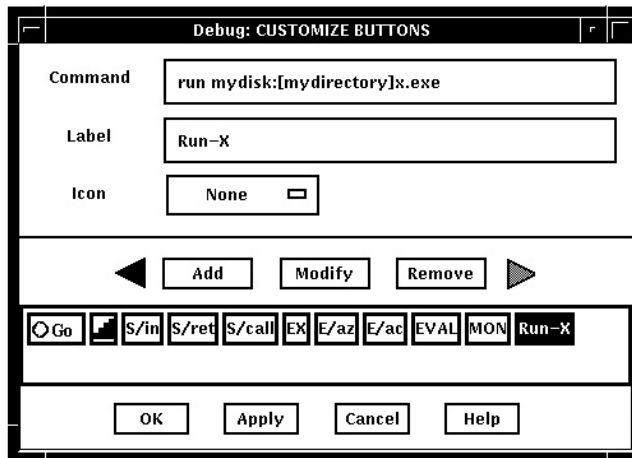 Debug: CUSTOMIZE BUTTONS
Command run mydisk:[mydirectory]x.exe
Label Run-X
Icon None
Add Modify Remove
Go S/in S/ret S/call EX E/az E/ac EVAL MON Run-X
OK Apply Cancel Help